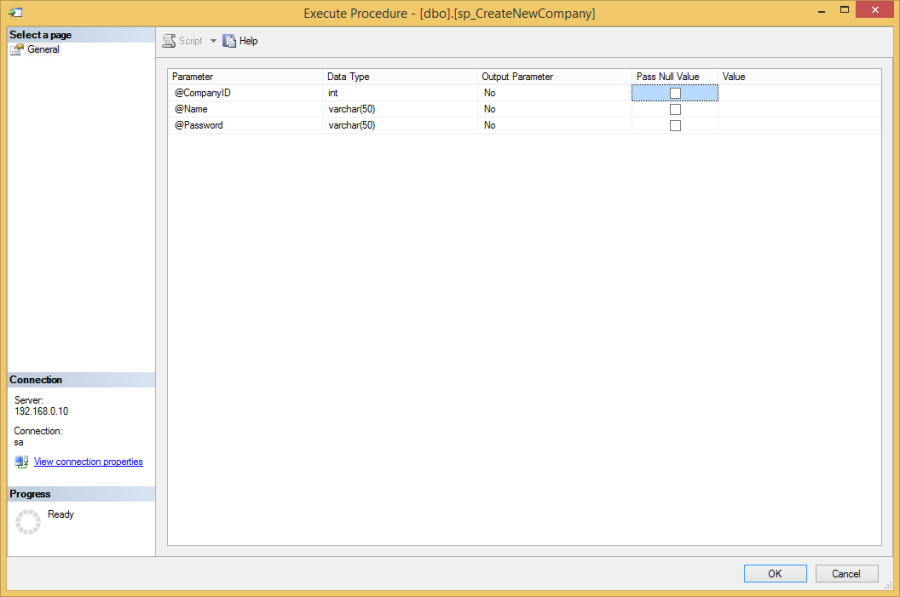 Execute Procedure - [dbo].[sp_CreateNewCompany]
Select a page
General
Script Help
Parameter Data Type Output Parameter Pass Null Value Value
@CompanyID int No
@Name varchar(50) No
@Password varchar(50) No
Connection
Server:
192.168.0.10
Connection:
sa
View connection properties
Progress
Ready
OK Cancel